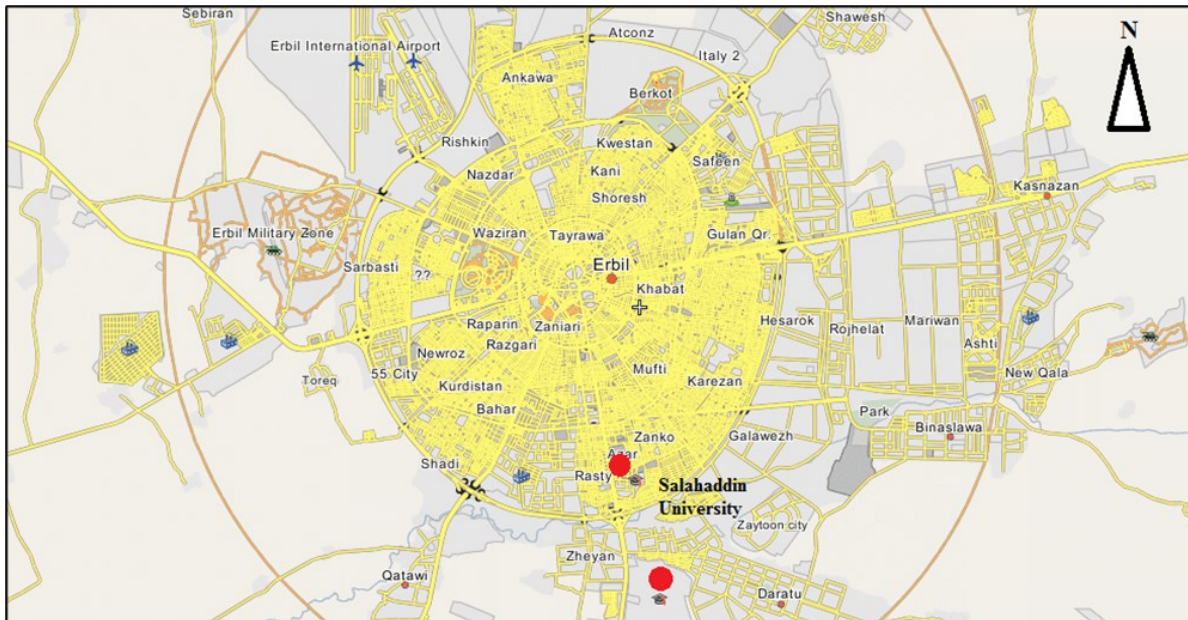 Sebiran
Shawesh
Atconz
Erbil International Airport
Italy 2
N
Ankawa
Berkot
Rishkin
Kwestan
Safeen
Nazdar
Kani
Kasnazan
Shoresh
Erbil Military Zone
Waziran
Tayrawa
Gulan Qr.
Sarbasti
??
Erbil
Khabat
Raparin
Zaniari
Hesarok
Rojhelat
Mariwan
Razgari
Newroz
Ashti
Toreq
55 City
Mufti
New Qala
Kurdistan
Karezan
Bahar
Park
Binaslawa
Zanko
Galawezh
Azar
Shadi
Rasty
Salahaddin
University
Zaytoon city
Zheyan
Qatawi
Daratu